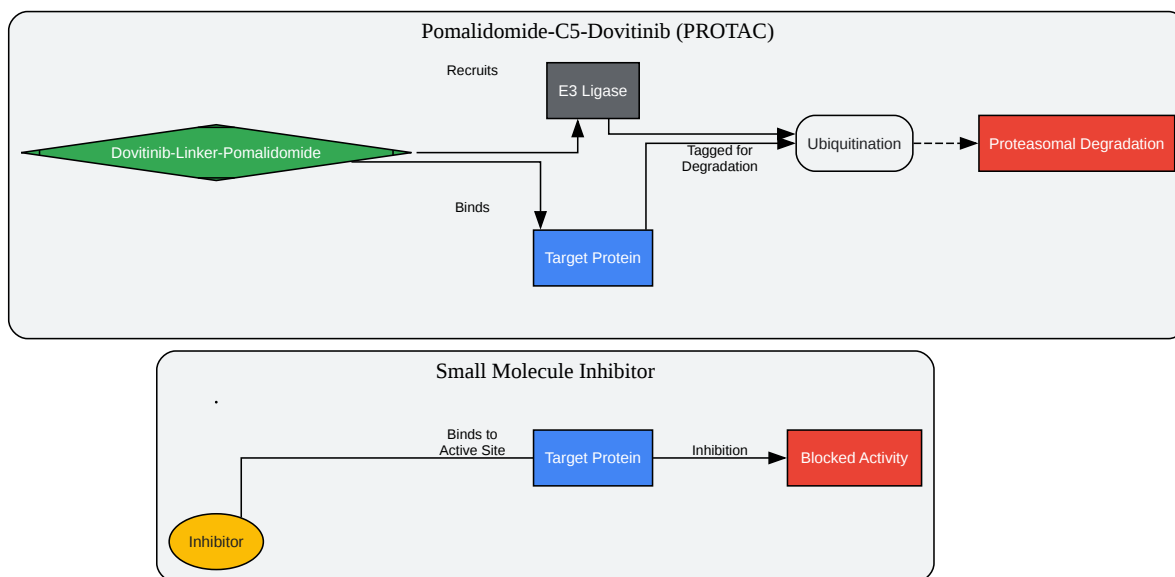 Pomalidomide-C5-Dovitinib (PROTAC)
Recruits
E3 Ligase
Dovitinib-Linker-Pomalidomide
Ubiquitination
Proteasomal Degradation
Tagged for
Degradation
Binds
Target Protein
Small Molecule Inhibitor
Binds to
Active Site
Target Protein
Inhibition
Blocked Activity
Inhibitor